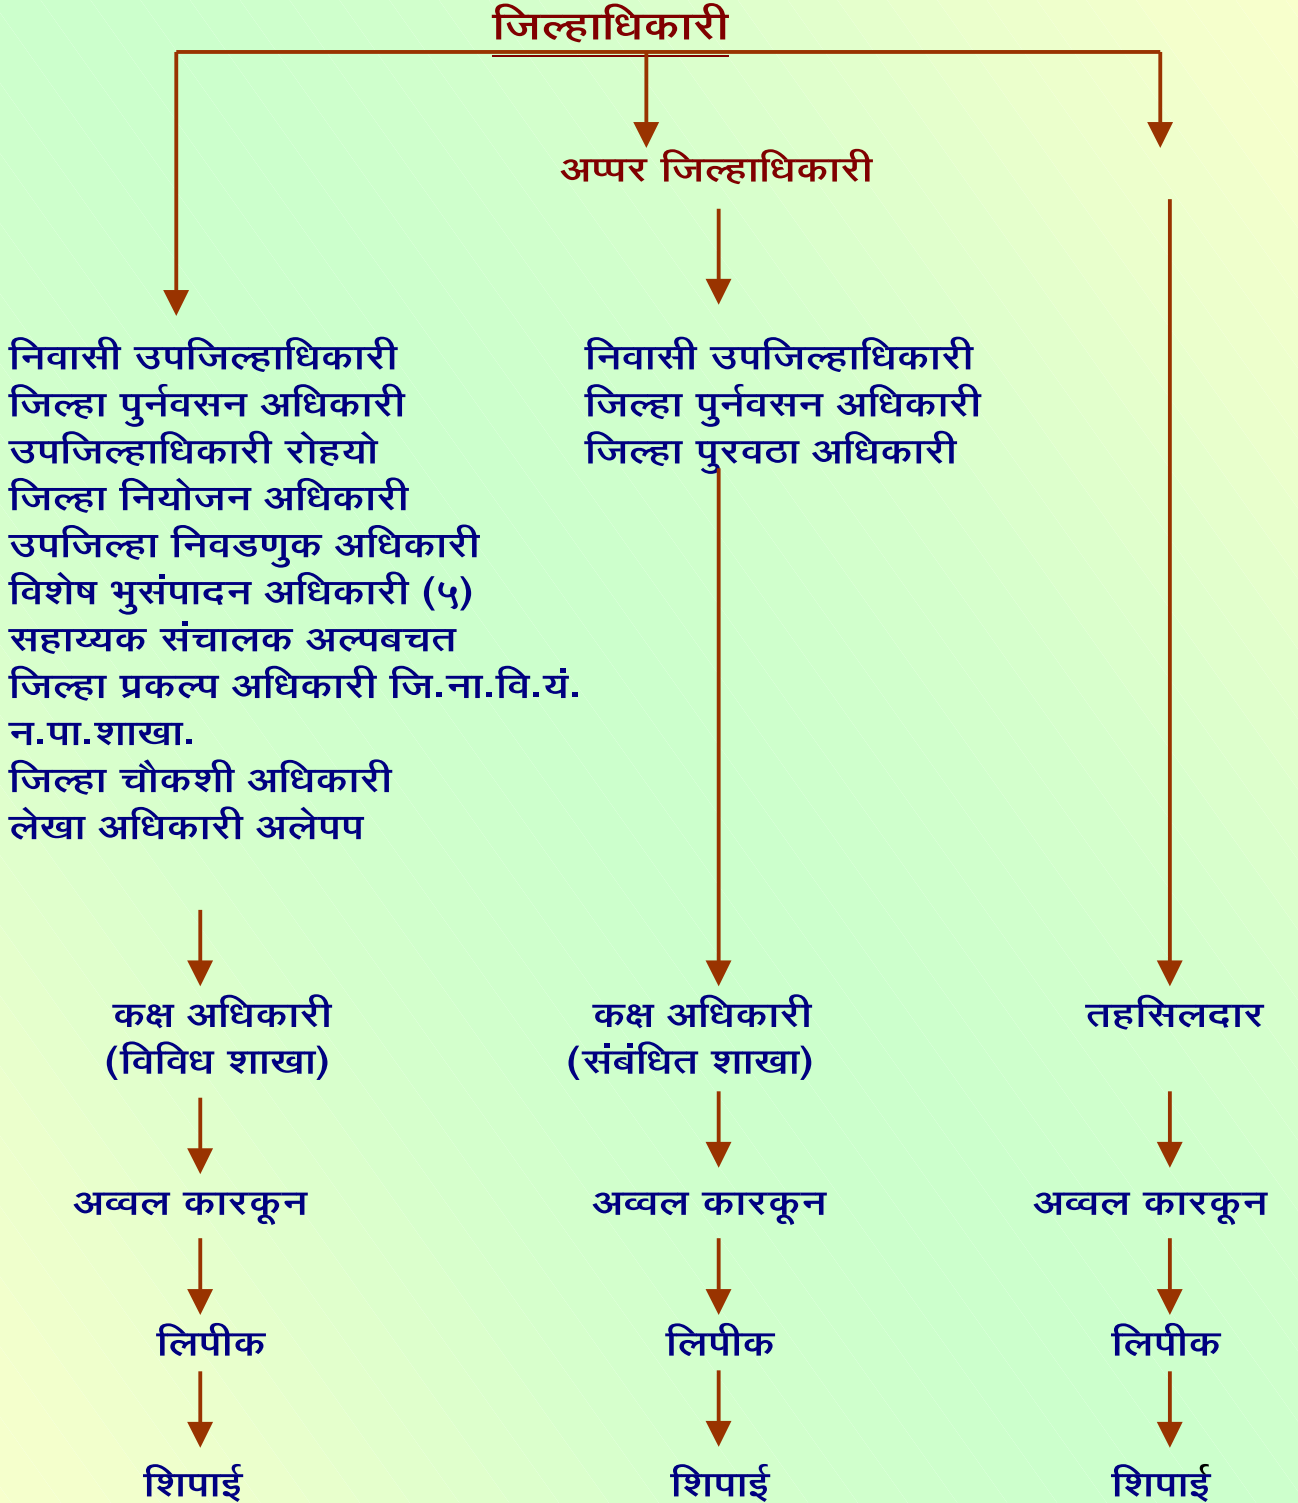 जिल्हाधिकारी
अप्पर जिल्हाधिकारी
निवासी उपजिल्हाधिकारी
जिल्हा पुर्नवसन अधिकारी
उपजिल्हाधिकारी रोहयो
जिल्हा नियोजन अधिकारी
उपजिल्हा निवडणुक अधिकारी
विशेष भुसंपादन अधिकारी (५)
सहाय्यक संचालक अल्पबचत
जिल्हा प्रकल्प अधिकारी जि.ना.वि.यं.
न.पा.शाखा.
जिल्हा चौकशी अधिकारी
लेखा अधिकारी अलेपप
निवासी उपजिल्हाधिकारी
जिल्हा पुर्नवसन अधिकारी
जिल्हा पुरवठा अधिकारी
कक्ष अधिकारी
(विविध शाखा)
कक्ष अधिकारी
(संबंधित शाखा)
तहसिलदार
अव्वल कारकून
अव्वल कारकून
अव्वल कारकून
लिपीक
लिपीक
लिपीक
शिपाई
शिपाई
शिपाई